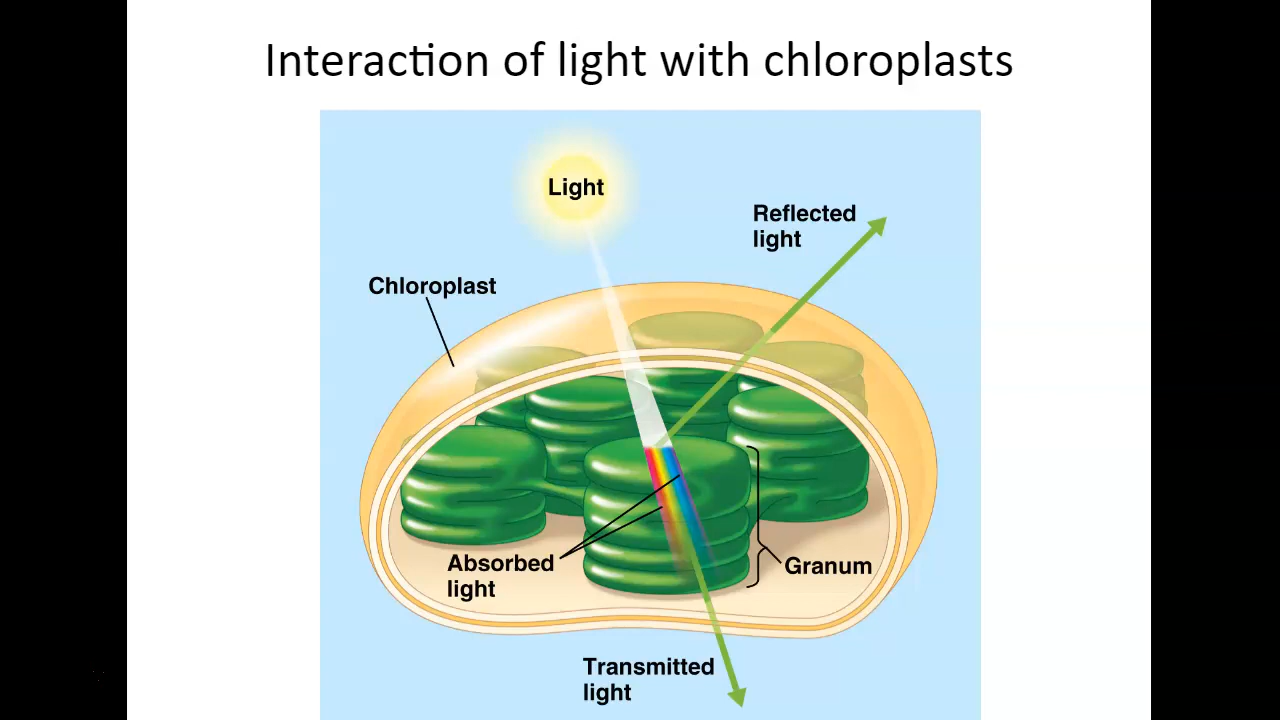 Interaction of light with chloroplasts
Light
Reflected
light
Chloroplast
Absorbed
light
Granum
Transmitted
light